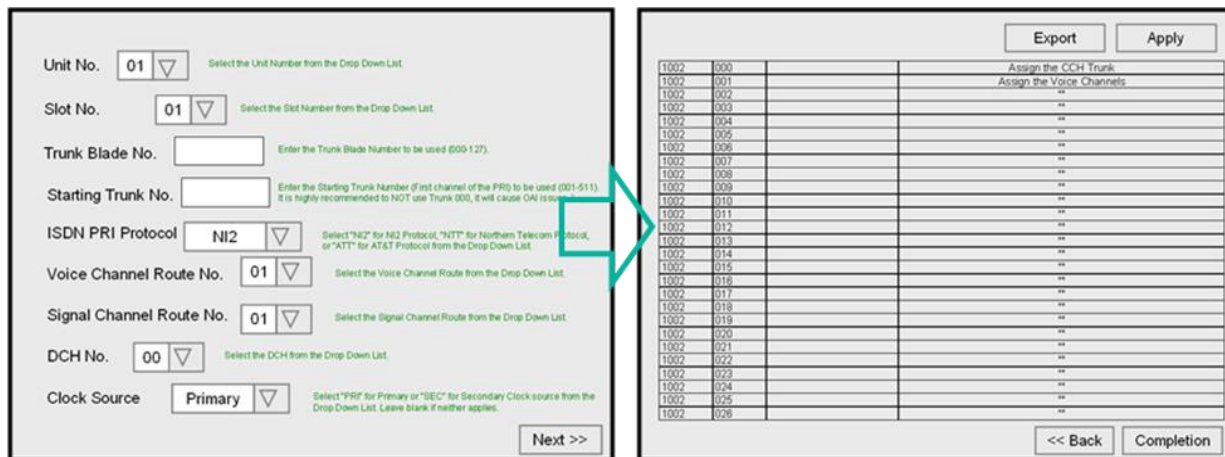 Unit No. 01 Select the Unit Number from the Drop Down List.
Slot No. 01 Select the Slot Number from the Drop Down List.
Trunk Blade No. Enter the Trunk Blade Number to be used (000-127).
Starting Trunk No. Enter the Starting Trunk Number (First channel of the PRI) to be used (001-511).
It is highly recommended to NOT use Trunk 000, it will cause OAI
ISDN PRI Protocol NI2 Select "NI2" for NI2 Protocol, "NTT" for Northern Telecom Protocol,
or "ATT" for AT&T Protocol from the Drop Down List.
Voice Channel Route No. 01 Select the Voice Channel Route from the Drop Down List.
Signal Channel Route No. 01 Select the Signal Channel Route from the Drop Down List.
DCH No. 00 Select the DCH from the Drop Down List.
Clock Source Primary Select "PRI" for Primary or "SEC" for Secondary Clock source from the
Drop Down List. Leave blank if neither applies.
Next >>
Export Apply
1002 000 Assign the CCH Trunk
1002 001 Assign the Voice Channels
1002 002 ""
1002 003 ""
1002 004 ""
1002 005 ""
1002 006 ""
1002 007 ""
1002 008 ""
1002 009 ""
1002 010 ""
1002 011 ""
1002 012 ""
1002 013 ""
1002 014 ""
1002 015 ""
1002 016 ""
1002 017 ""
1002 018 ""
1002 019 ""
1002 020 ""
1002 021 ""
1002 022 ""
1002 023 ""
1002 024 ""
1002 025 ""
1002 026 ""
<< Back Completion